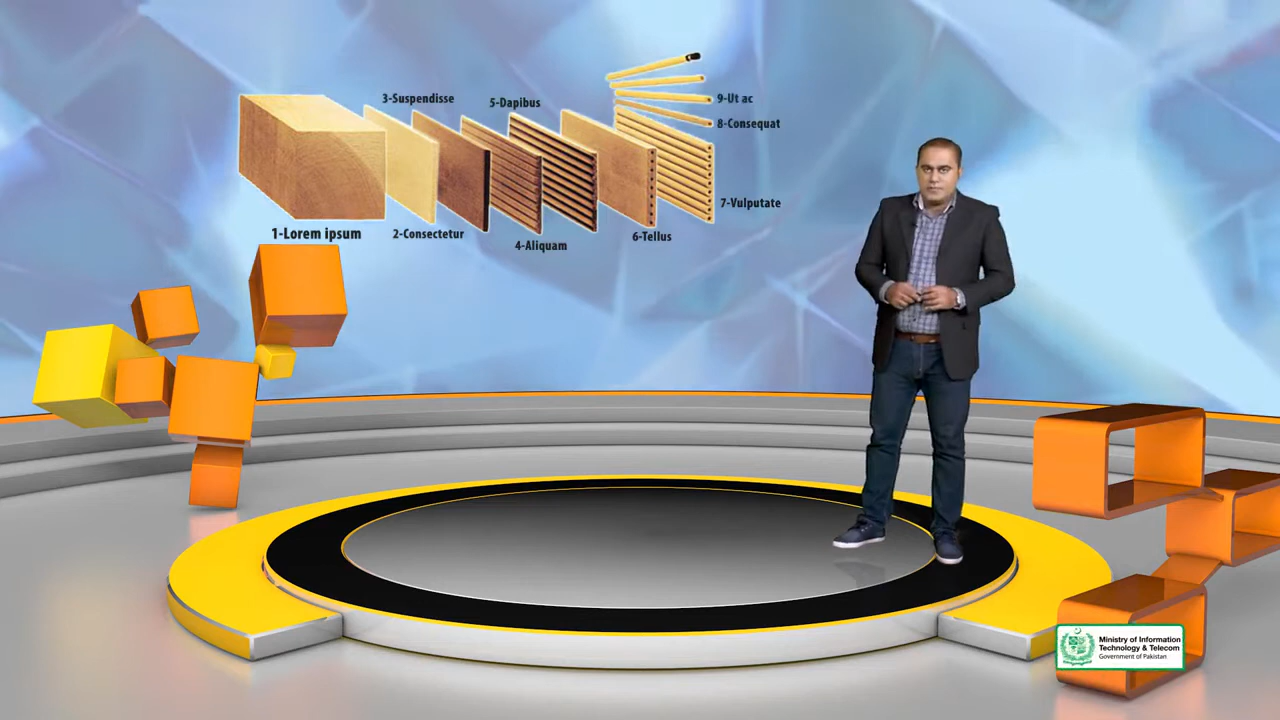 3-Suspendisse
5-Dapibus
9-Ut ac
8-Consequat
7-Vulputate
1-Lorem ipsum
2-Consectetur
4-Aliquam
6-Tellus
Ministry of Information
Technology & Telecom
Government of Pakistan